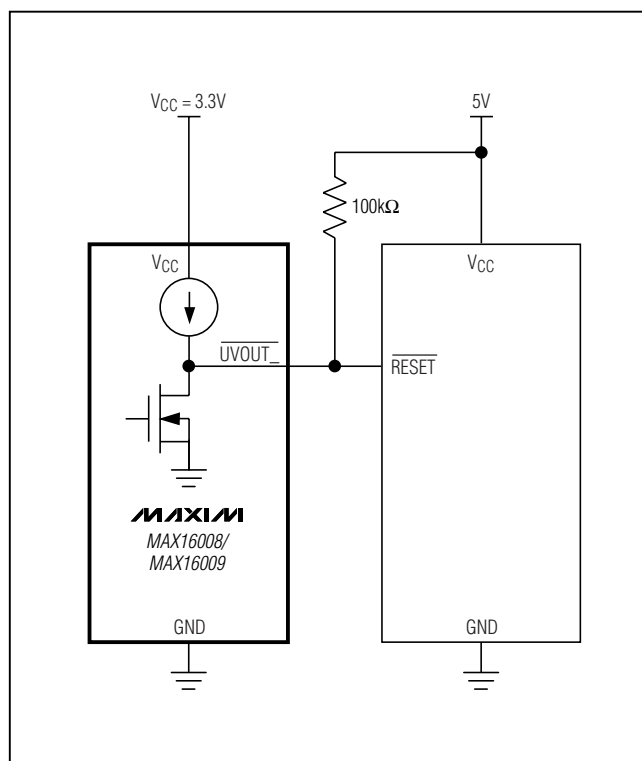 VCC = 3.3V
5V
100kΩ
VCC
VCC
UVOUT_
RESET
MAXIM
MAX16008/
MAX16009
GND
GND